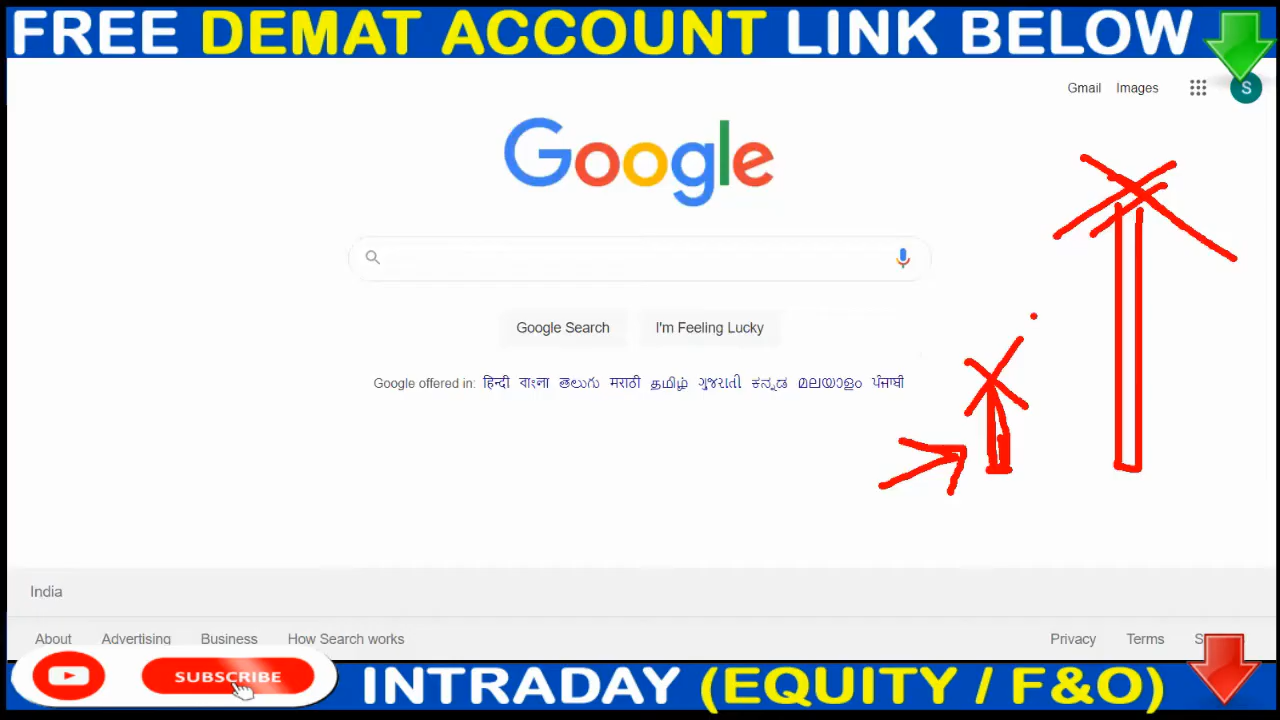 FREE DEMAT ACCOUNT LINK BELOW
Gmail Images
S
Google
Google Search I'm Feeling Lucky
Google offered in: हिन्दी বাংলা తెలుగు मराठी தமிழ் ગુજરાતી ಕನ್ನಡ മലയാളം ਪੰਜਾਬੀ
India
About Advertising Business How Search works Privacy Terms
SUBSCRIBE
INTRADAY (EQUITY / F&O)